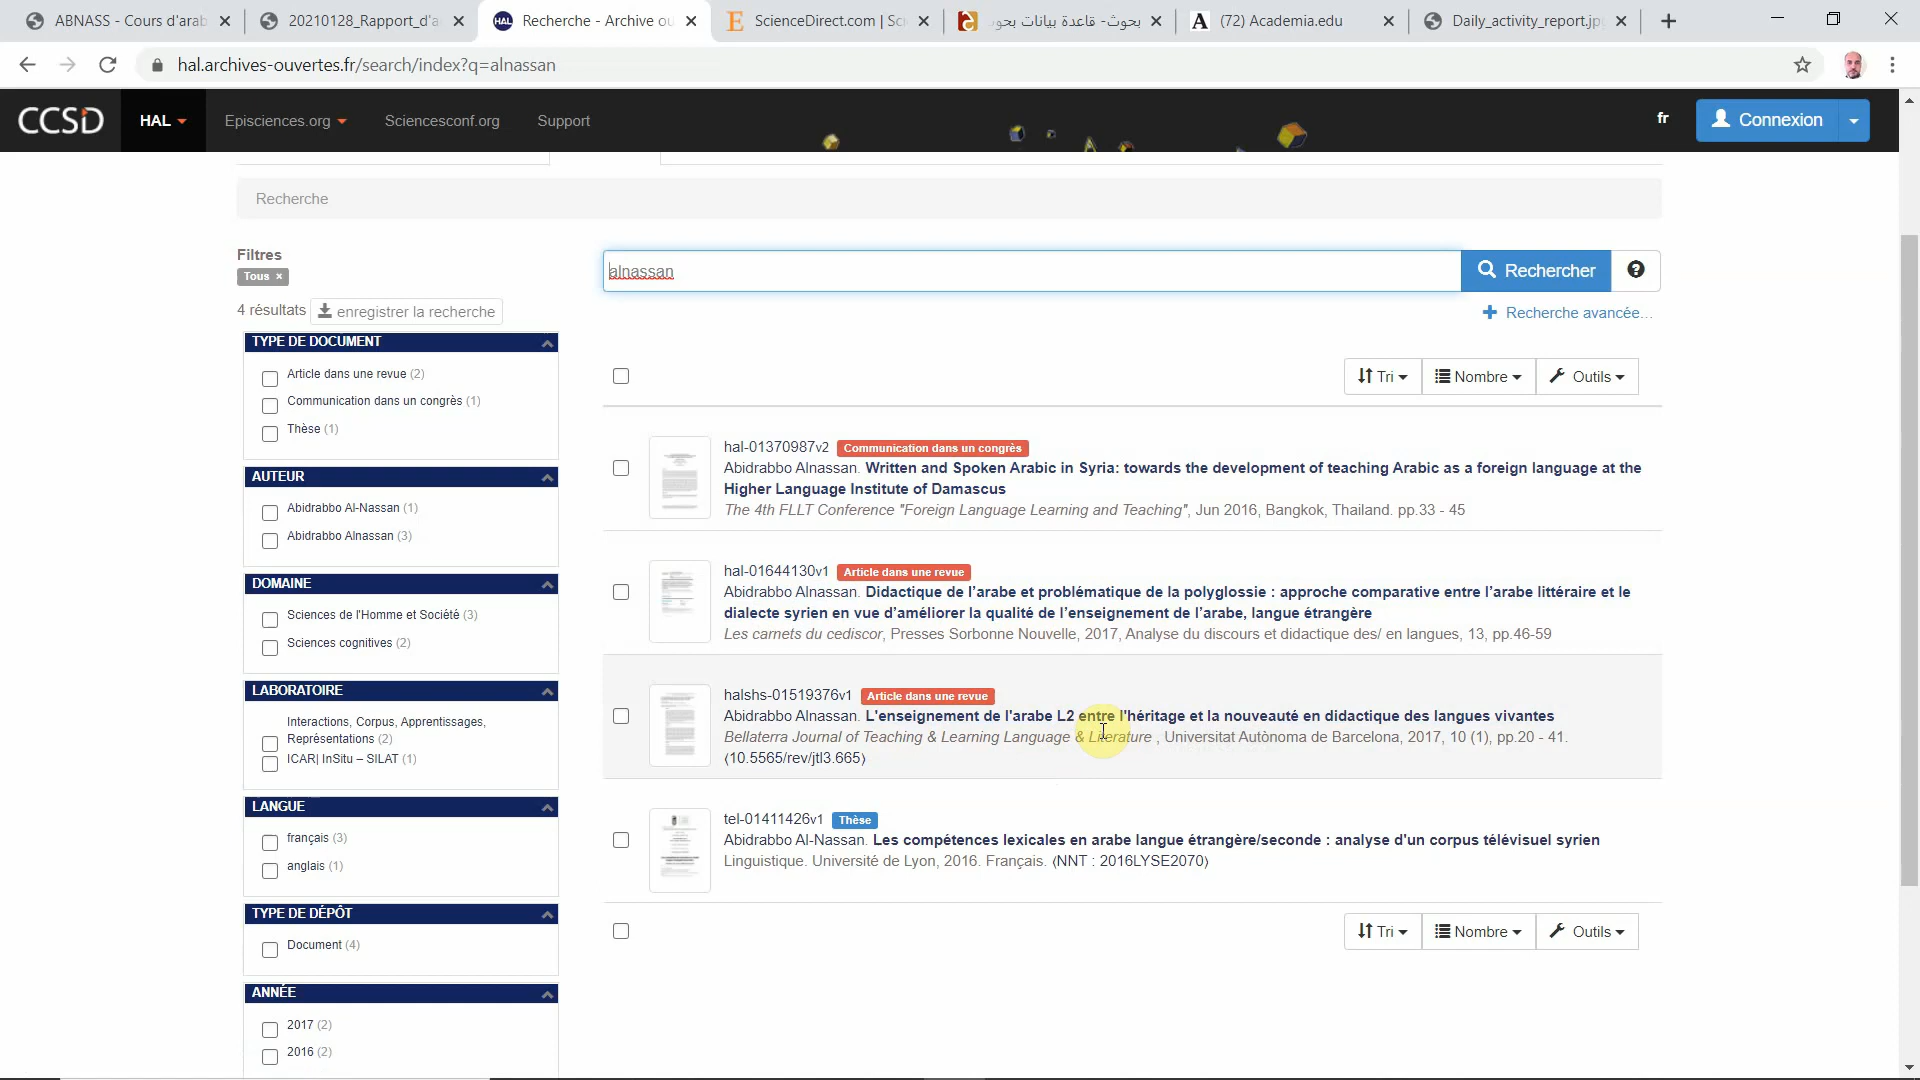 ABNASS - Cours d'arab
20210128_Rapport_d'a
Recherche - Archive ou
ScienceDirect.com | Sc
بحوث- قاعدة بيانات بحو
(72) Academia.edu
Daily_activity_report.jp
hal.archives-ouvertes.fr/search/index?q=alnassan
CCSD
HAL
Episciences.org
Sciencesconf.org
Support
fr
Connexion
Recherche
Filtres
Tous ×
4 résultats
enregistrer la recherche
alnassan
Rechercher
Recherche avancée...
TYPE DE DOCUMENT
Article dans une revue (2)
Communication dans un congrès (1)
Thèse (1)
AUTEUR
Abidrabbo Al-Nassan (1)
Abidrabbo Alnassan (3)
DOMAINE
Sciences de l'Homme et Société (3)
Sciences cognitives (2)
LABORATOIRE
Interactions, Corpus, Apprentissages,
Représentations (2)
ICAR| InSitu – SILAT (1)
LANGUE
français (3)
anglais (1)
TYPE DE DÉPÔT
Document (4)
ANNÉE
2017 (2)
2016 (2)
Tri
Nombre
Outils
hal-01370987v2 Communication dans un congrès
Abidrabbo Alnassan. Written and Spoken Arabic in Syria: towards the development of teaching Arabic as a foreign language at the
Higher Language Institute of Damascus
The 4th FLLT Conference "Foreign Language Learning and Teaching", Jun 2016, Bangkok, Thailand. pp.33 - 45
hal-01644130v1 Article dans une revue
Abidrabbo Alnassan. Didactique de l'arabe et problématique de la polyglossie : approche comparative entre l'arabe littéraire et le
dialecte syrien en vue d'améliorer la qualité de l'enseignement de l'arabe, langue étrangère
Les carnets du cediscor, Presses Sorbonne Nouvelle, 2017, Analyse du discours et didactique des/ en langues, 13, pp.46-59
halshs-01519376v1 Article dans une revue
Abidrabbo Alnassan. L'enseignement de l'arabe L2 entre l'héritage et la nouveauté en didactique des langues vivantes
Bellaterra Journal of Teaching & Learning Language & Literature , Universitat Autònoma de Barcelona, 2017, 10 (1), pp.20 - 41.
⟨10.5565/rev/jtl3.665⟩
tel-01411426v1 Thèse
Abidrabbo Al-Nassan. Les compétences lexicales en arabe langue étrangère/seconde : analyse d'un corpus télévisuel syrien
Linguistique. Université de Lyon, 2016. Français. ⟨NNT : 2016LYSE2070⟩
Tri
Nombre
Outils